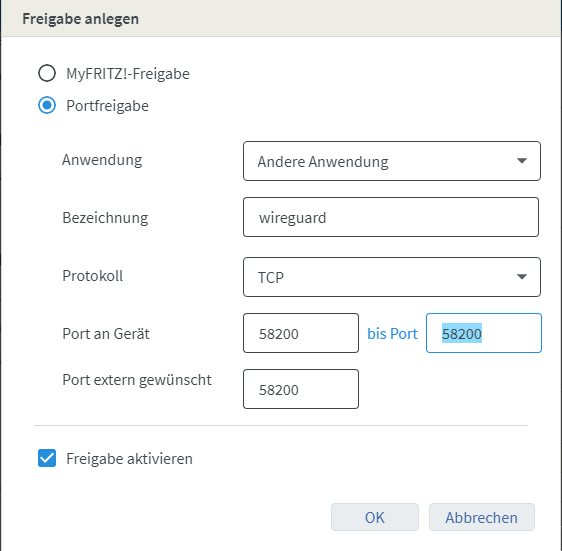 Freigabe anlegen
MyFRITZ!-Freigabe
Portfreigabe
Anwendung Andere Anwendung
Bezeichnung wireguard
Protokoll TCP
Port an Gerät 58200 bis Port 58200
Port extern gewünscht 58200
Freigabe aktivieren
OK Abbrechen